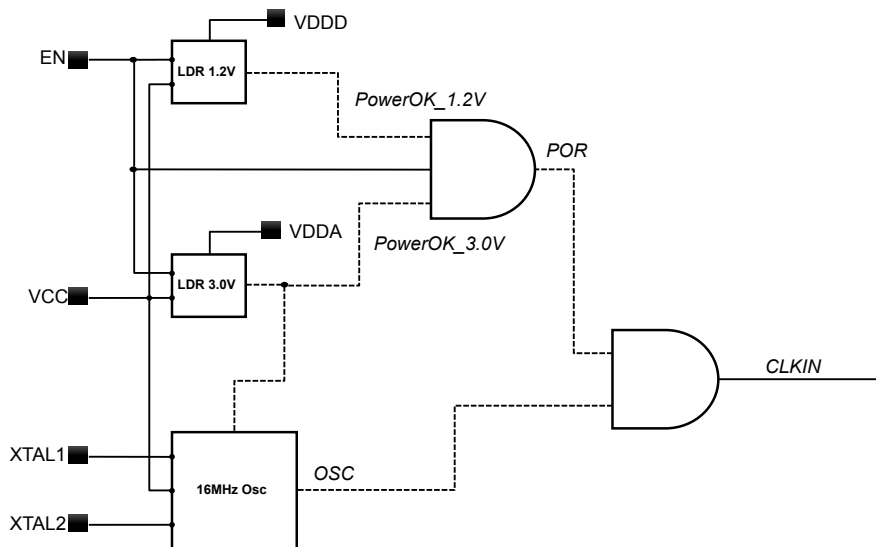 VDDD
EN
LDR 1.2V
PowerOK_1.2V
POR
VDDA
PowerOK_3.0V
LDR 3.0V
VCC
CLKIN
XTAL1
OSC
16MHz Osc
XTAL2